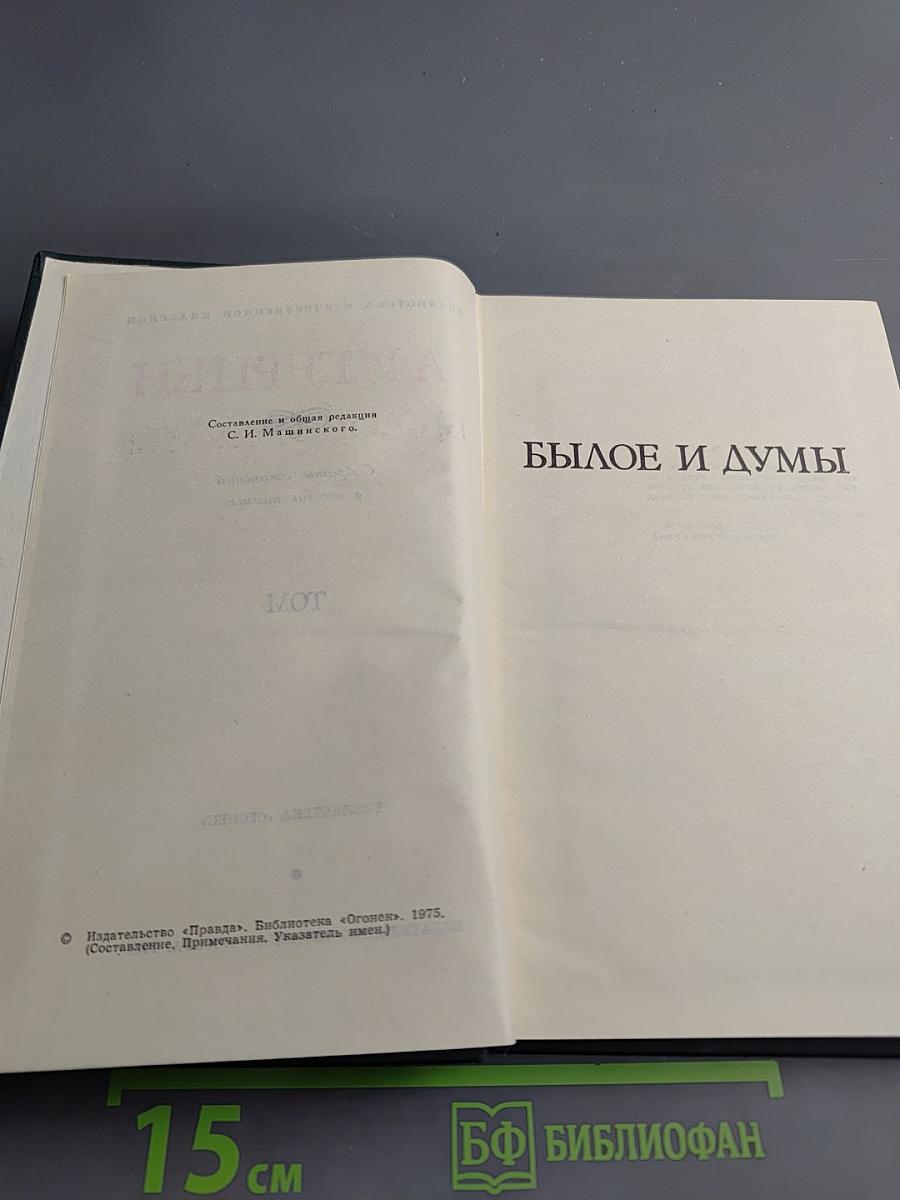 Составление и общая редакция
С. И. Машинского.
© Издательство «Правда». Библиотека «Огонек». 1975.
(Составление, Примечания. Указатель имен.)
БЫЛОЕ И ДУМЫ
15 см
БФ БИБЛИОФАН